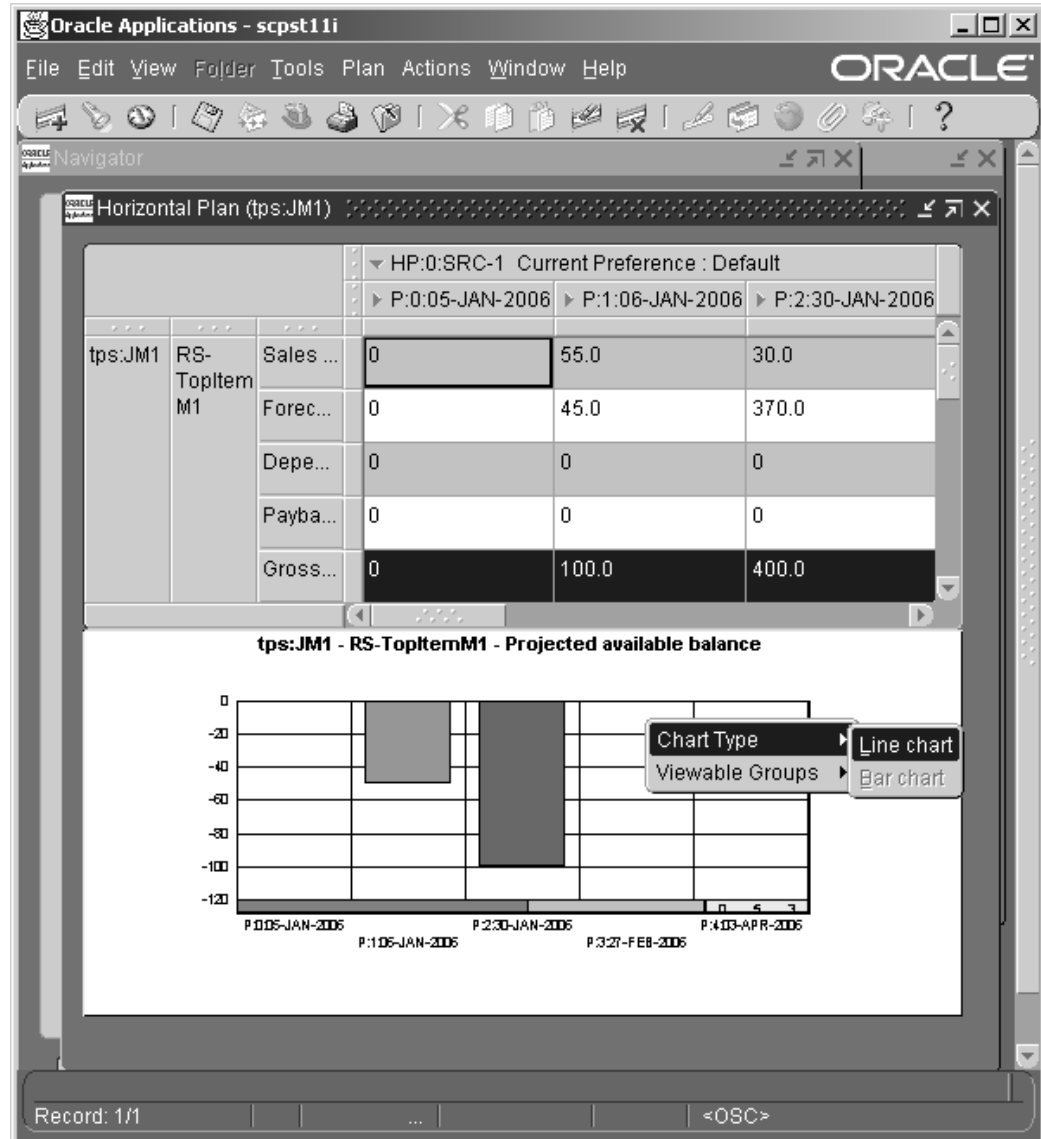 Oracle Applications - scpst11i
File Edit View Folder Tools Plan Actions Window Help ORACLE
?
Navigator
Horizontal Plan (tps:JM1)
HP:0:SRC-1 Current Preference : Default
P:0:05-JAN-2006 P:1:06-JAN-2006 P:2:30-JAN-2006
tps:JM1 RS-TopItemM1 Sales ... 0 55.0 30.0
Forec... 0 45.0 370.0
Depe... 0 0 0
Payba... 0 0 0
Gross... 0 100.0 400.0
tps:JM1 - RS-TopItemM1 - Projected available balance
0
-20
-40
-60
-80
-100
-120
Chart Type Line chart
Viewable Groups Bar chart
0 5 3
P:0:05-JAN-2006 P:2:30-JAN-2006 P:4:03-APR-2006
P:1:06-JAN-2006 P:3:27-FEB-2006
Record: 1/1 ... <OSC>